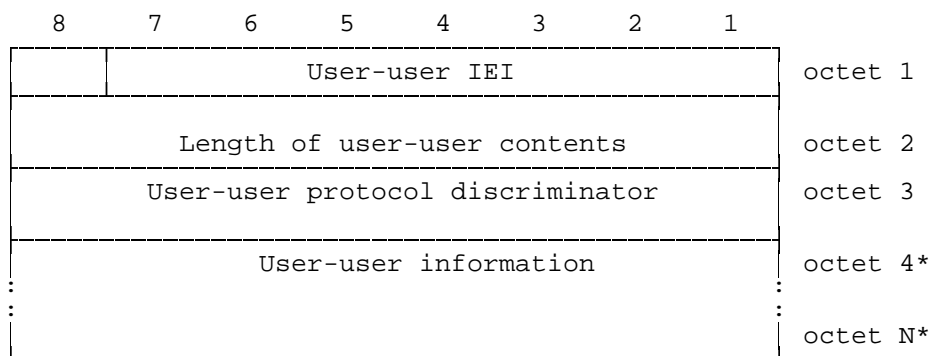 8 7 6 5 4 3 2 1
User-user IEI octet 1
Length of user-user contents octet 2
User-user protocol discriminator octet 3
User-user information octet 4*
: :
: :
octet N*